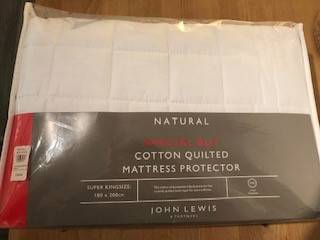 NATURAL
SPECIAL BUY
COTTON QUILTED
MATTRESS PROTECTOR
SUPER KINGSIZE:
180 x 200cm
JOHN LEWIS
& PARTNERS